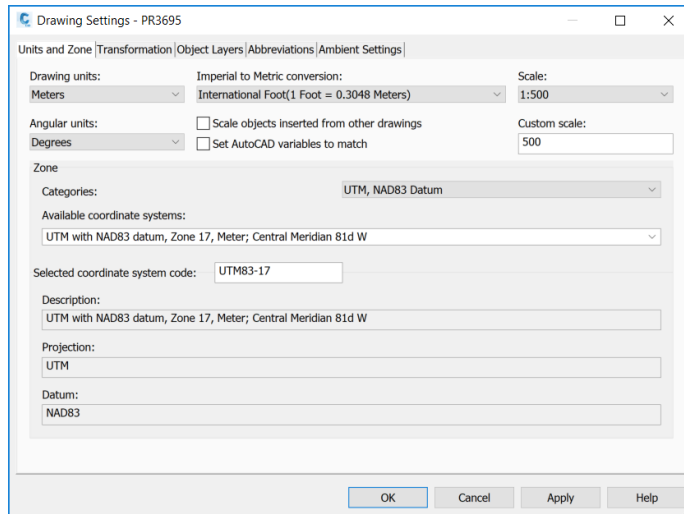 Drawing Settings - PR3695
Units and Zone Transformation Object Layers Abbreviations Ambient Settings
Drawing units: Imperial to Metric conversion: Scale:
Meters International Foot(1 Foot = 0.3048 Meters) 1:500
Angular units: Scale objects inserted from other drawings Custom scale:
Degrees Set AutoCAD variables to match 500
Zone
Categories: UTM, NAD83 Datum
Available coordinate systems:
UTM with NAD83 datum, Zone 17, Meter; Central Meridian 81d W
Selected coordinate system code: UTM83-17
Description:
UTM with NAD83 datum, Zone 17, Meter; Central Meridian 81d W
Projection:
UTM
Datum:
NAD83
OK Cancel Apply Help